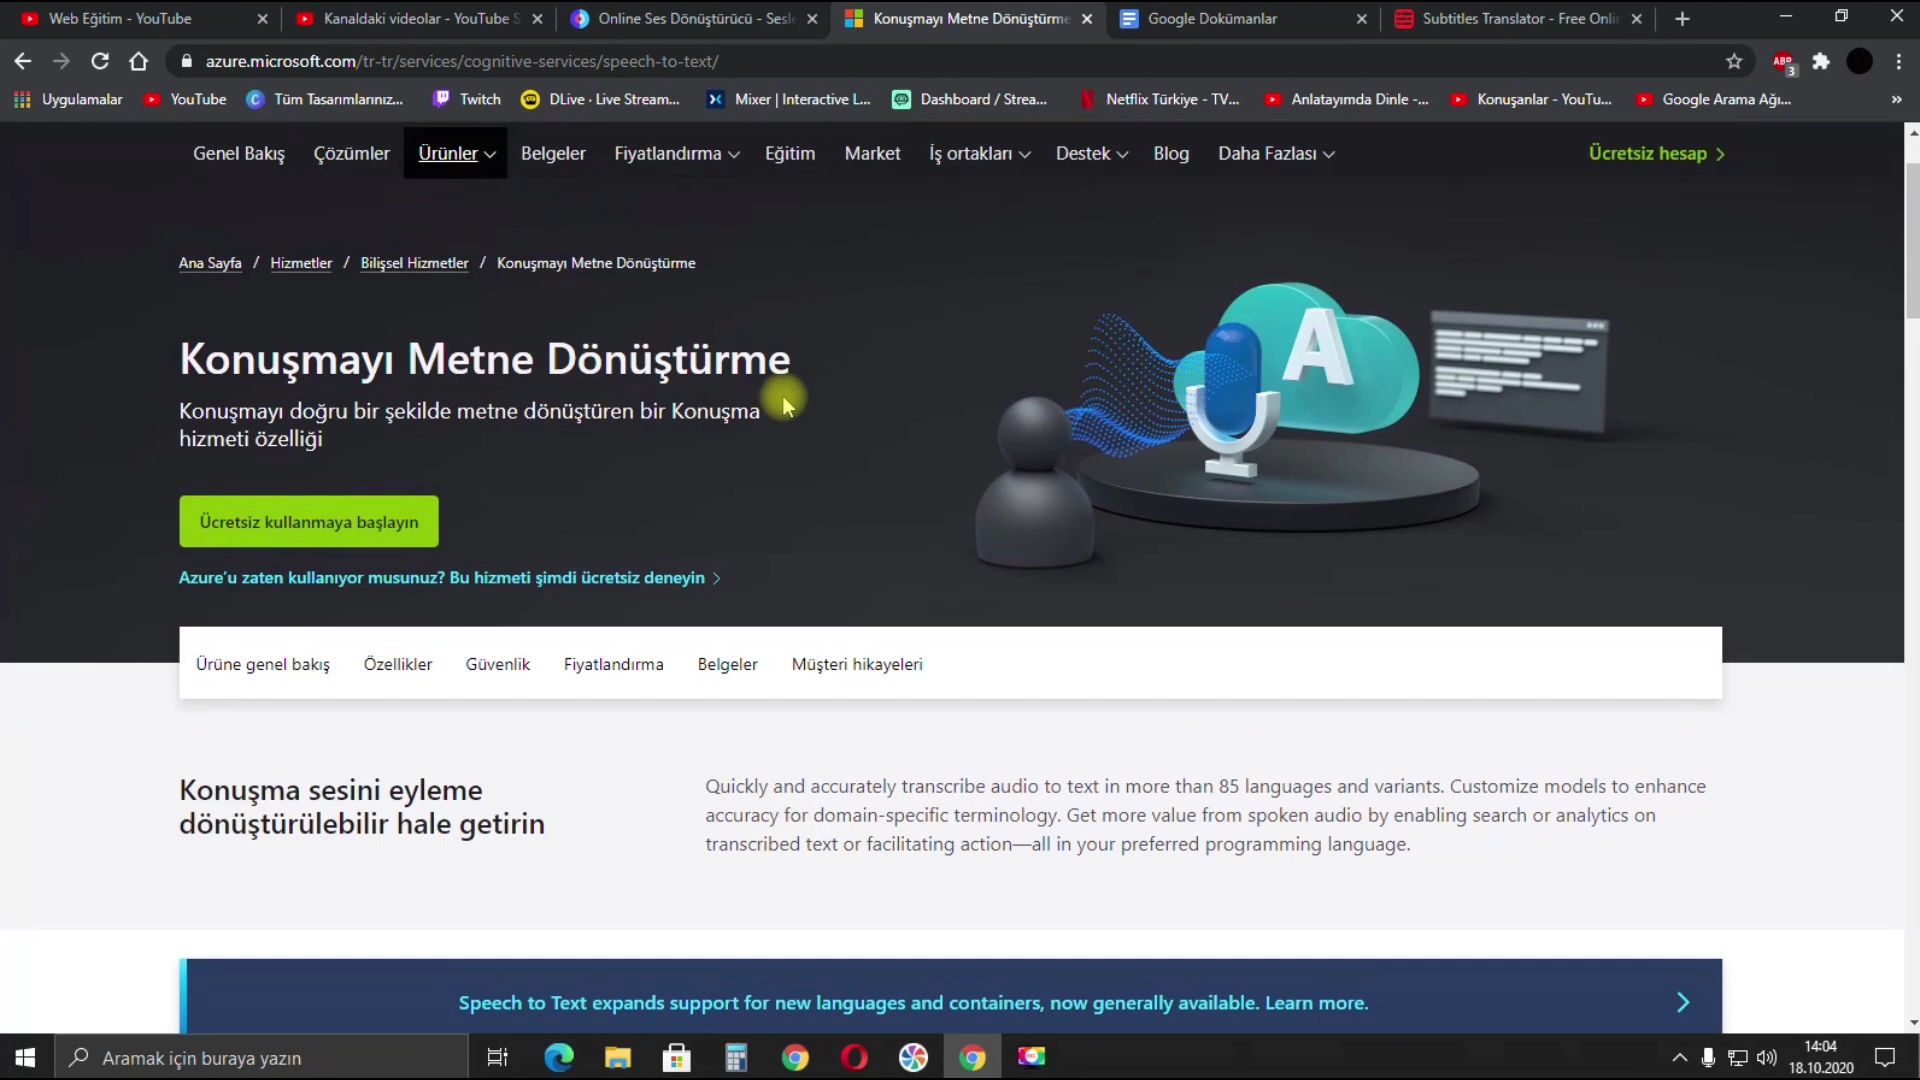 Web Eğitim - YouTube
Kanaldaki videolar - YouTube S
Online Ses Dönüştürücü - Sesle
Konuşmayı Metne Dönüştürme
Google Dokümanlar
Subtitles Translator - Free Onlin
azure.microsoft.com/tr-tr/services/cognitive-services/speech-to-text/
ABP
3
Uygulamalar
YouTube
Tüm Tasarımlarınız...
Twitch
DLive · Live Stream...
Mixer | Interactive L...
Dashboard / Strea...
Netflix Türkiye - TV...
Anlatayımda Dinle -...
Konuşanlar - YouTu...
Google Arama Ağı...
Genel Bakış
Çözümler
Ürünler
Belgeler
Fiyatlandırma
Eğitim
Market
İş ortakları
Destek
Blog
Daha Fazlası
Ücretsiz hesap
Ana Sayfa / Hizmetler / Bilişsel Hizmetler / Konuşmayı Metne Dönüştürme
A
Konuşmayı Metne Dönüştürme
Konuşmayı doğru bir şekilde metne dönüştüren bir Konuşma
hizmeti özelliği
Ücretsiz kullanmaya başlayın
Azure'u zaten kullanıyor musunuz? Bu hizmeti şimdi ücretsiz deneyin
Ürüne genel bakış
Özellikler
Güvenlik
Fiyatlandırma
Belgeler
Müşteri hikayeleri
Konuşma sesini eyleme
dönüştürülebilir hale getirin
Quickly and accurately transcribe audio to text in more than 85 languages and variants. Customize models to enhance
accuracy for domain-specific terminology. Get more value from spoken audio by enabling search or analytics on
transcribed text or facilitating action—all in your preferred programming language.
Speech to Text expands support for new languages and containers, now generally available. Learn more.
Aramak için buraya yazın
14:04
18.10.2020